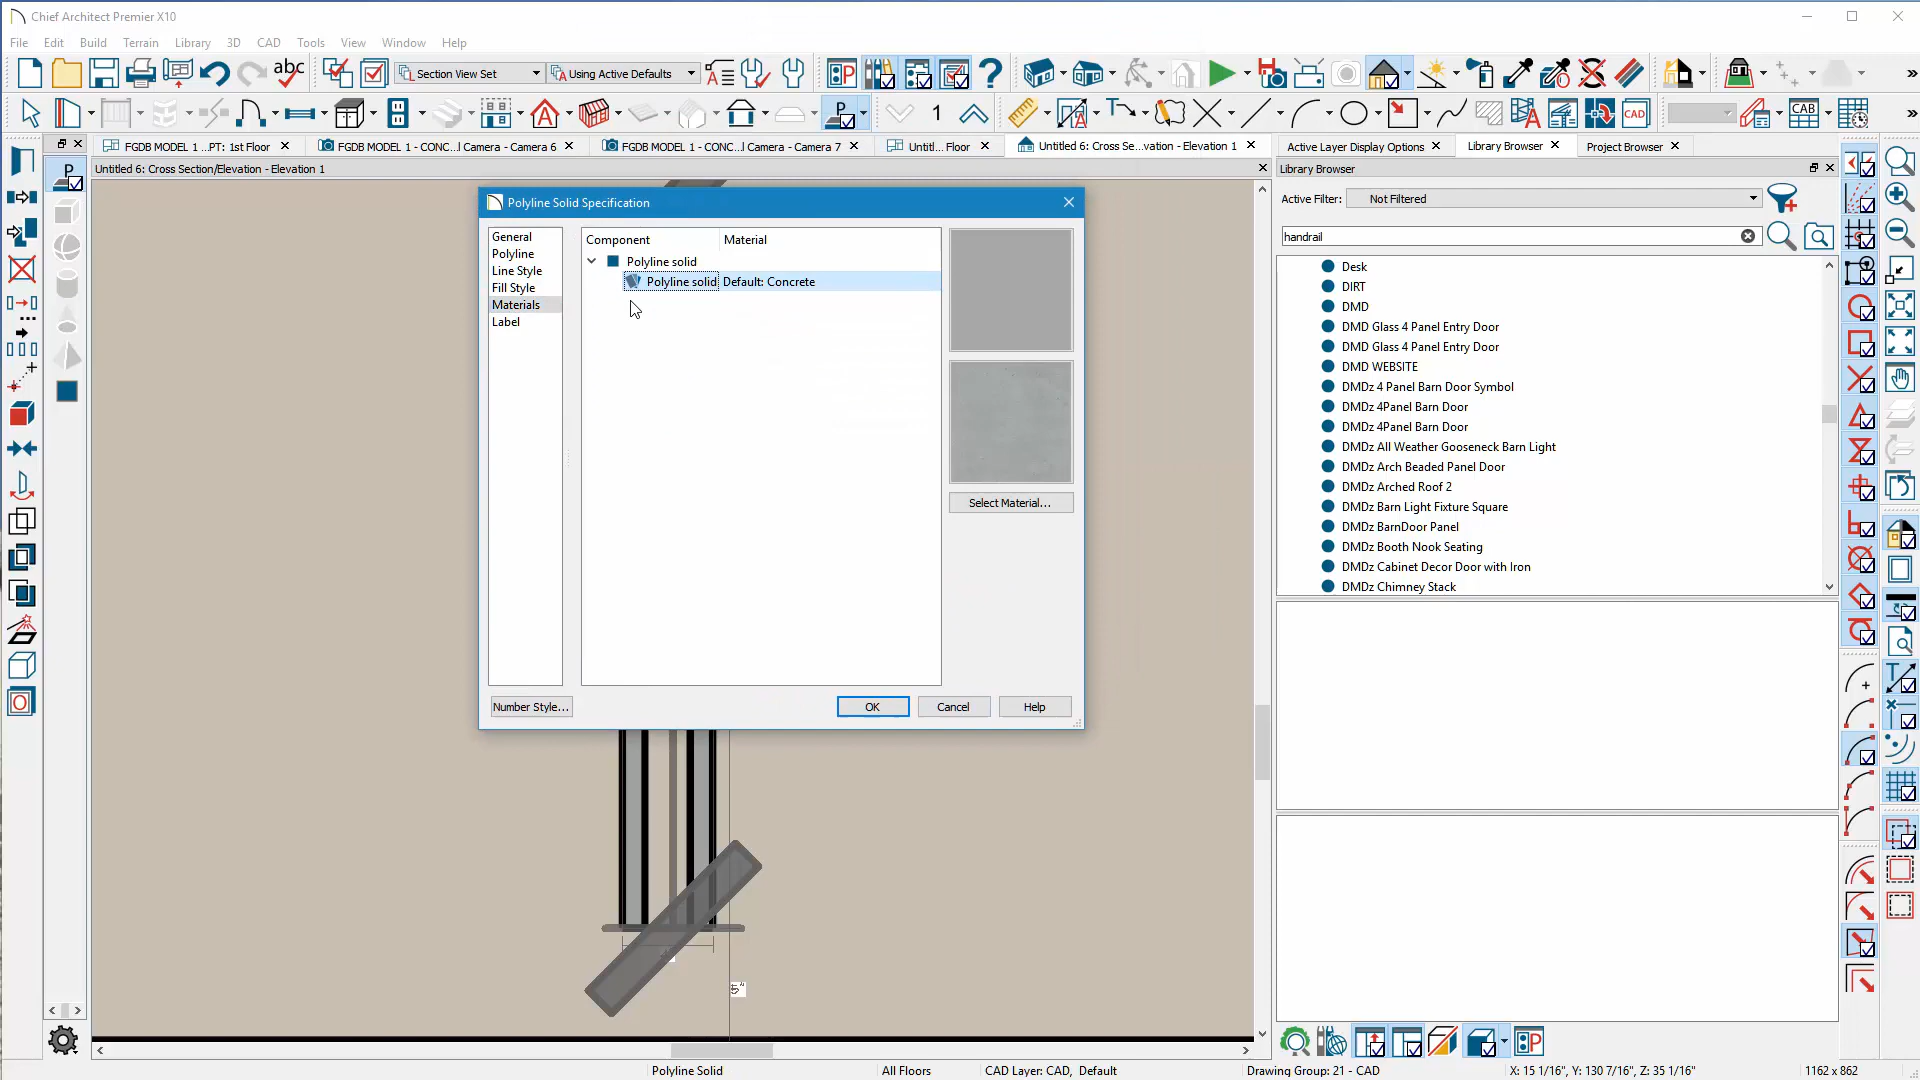 Chief Architect Premier X10
File Edit Build Terrain Library 3D CAD Tools View Window Help
abc Section View Set Using Active Defaults
1 CAD CAB
FGDB MODEL 1 ...PT: 1st Floor FGDB MODEL 1 - CONC...l Camera - Camera 6 FGDB MODEL 1 - CONC...l Camera - Camera 7 Untitl... Floor Untitled 6: Cross Se...vation - Elevation 1 Active Layer Display Options Library Browser Project Browser
Untitled 6: Cross Section/Elevation - Elevation 1
Library Browser
Active Filter: Not Filtered
handrail
Desk
DIRT
DMD
DMD Glass 4 Panel Entry Door
DMD Glass 4 Panel Entry Door
DMD WEBSITE
DMDz 4 Panel Barn Door Symbol
DMDz 4Panel Barn Door
DMDz 4Panel Barn Door
DMDz All Weather Gooseneck Barn Light
DMDz Arch Beaded Panel Door
DMDz Arched Roof 2
DMDz Barn Light Fixture Square
DMDz BarnDoor Panel
DMDz Booth Nook Seating
DMDz Cabinet Decor Door with Iron
DMDz Chimney Stack
Polyline Solid Specification
General
Polyline
Line Style
Fill Style
Materials
Label
Component Material
Polyline solid
Polyline solid Default: Concrete
Select Material...
Number Style... OK Cancel Help
5"
Polyline Solid All Floors CAD Layer: CAD, Default Drawing Group: 21 - CAD X: 15 1/16", Y: 130 7/16", Z: 35 1/16" 1162 x 862